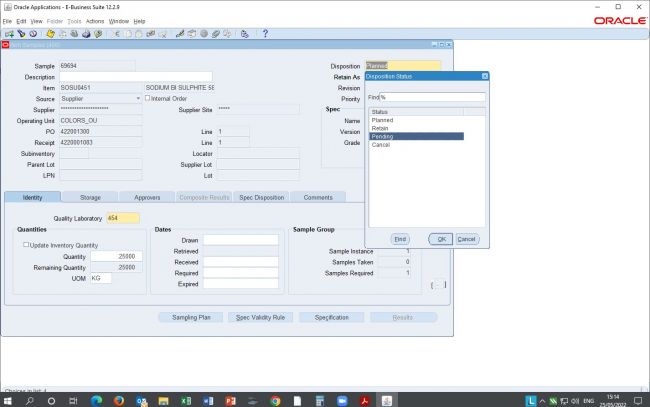 Oracle Applications - E-Business Suite 12.2.9
File Edit View Folder Tools Actions Window Help
ORACLE
Item Samples (454)
Sample 69694
Disposition Planned
Description
Retain As
Item SOSU0451 SODIUM BI SULPHITE SE
Revision
Source Supplier Internal Order
Priority
Supplier ********************* Supplier Site *****
Spec
Operating Unit COLORS_OU
Name
PO 422001300 Line 1
Version
Receipt 4220001083 Line 1
Grade
Subinventory Locator
Parent Lot Supplier Lot
LPN Lot
Disposition Status
Find %
Status
Planned
Retain
Pending
Cancel
Find OK Cancel
Identity Storage Approvers Composite Results Spec Disposition Comments
Quality Laboratory 454
Quantities
Update Inventory Quantity
Quantity 25000
Remaining Quantity 25000
UOM KG
Dates
Drawn
Retrieved
Received
Required
Expired
Sample Group
Sample Instance 1
Samples Taken 0
Samples Required 1
[ ]
Sampling Plan Spec Validity Rule Specification Results
Choices in list: 4
ENG
15:14
25/05/2022